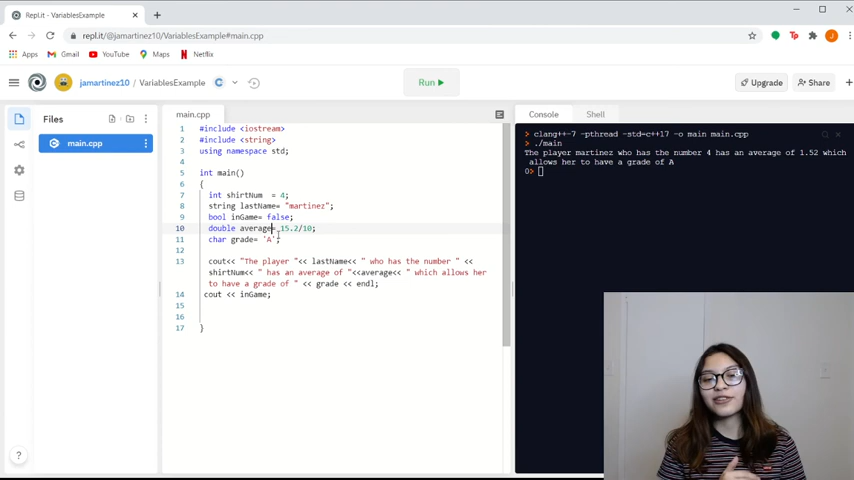 Repl.it - VariablesExample
repl.it/@jamartinez10/VariablesExample#main.cpp
Apps
Gmail
YouTube
Maps
Netflix
jamartinez10 / VariablesExample
Run
Upgrade
Share
Files
main.cpp
main.cpp
1 #include <iostream>
2 #include <string>
3 using namespace std;
4
5 int main()
6 {
7 int shirtNum = 4;
8 string lastName= "martinez";
9 bool inGame= false;
10 double average= 15.2/10;
11 char grade= 'A';
12
13 cout<< "The player "<< lastName<< " who has the number " <<
shirtNum<< " has an average of "<<average<< " which allows her
to have a grade of " << grade << endl;
14 cout << inGame;
15
16
17 }
Console
Shell
> clang++-7 -pthread -std=c++17 -o main main.cpp
> ./main
The player martinez who has the number 4 has an average of 1.52 which
allows her to have a grade of A
0>
J
Tp
?